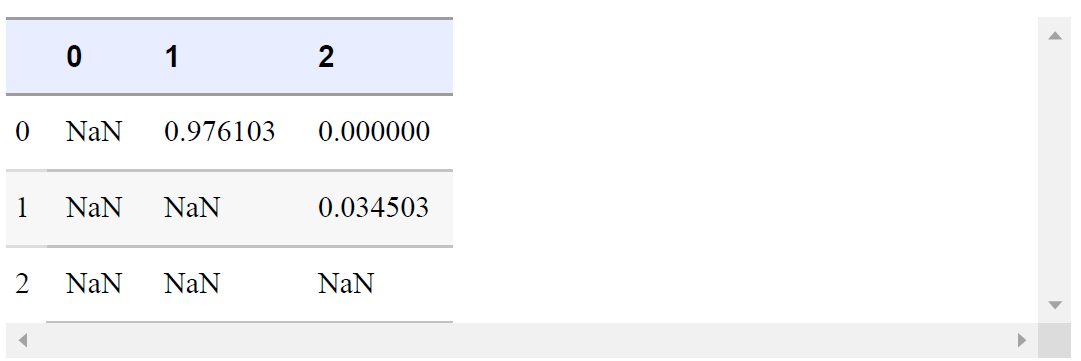 0 1 2
0 NaN 0.976103 0.000000
1 NaN NaN 0.034503
2 NaN NaN NaN